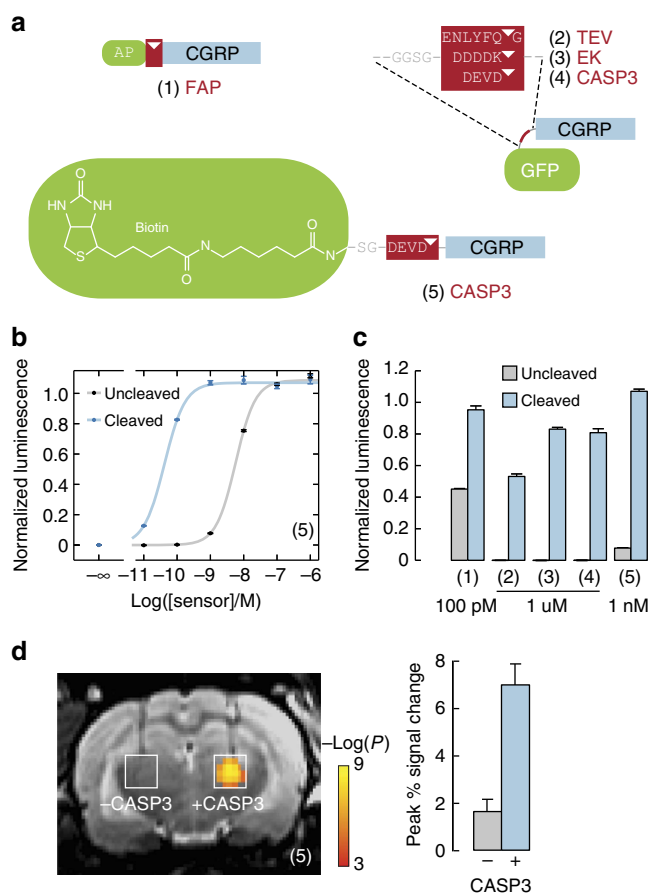 a
AP CGRP
(1) FAP
ENLYFQ G (2) TEV
GGSG DDDDK (3) EK
DEVD (4) CASP3
CGRP
GFP
O
HN NH
Biotin
S
O
N
O
N
SG DEVD CGRP
(5) CASP3
b
Normalized luminescence
1.0
0.8
0.6
0.4
0.2
0
Uncleaved
Cleaved
(5)
–∞ –11 –10 –9 –8 –7 –6
Log([sensor]/M)
c
Normalized luminescence
1.2
1.0
0.8
0.6
0.4
0.2
0
Uncleaved
Cleaved
(1) (2) (3) (4) (5)
100 pM 1 uM 1 nM
d
–CASP3 +CASP3
(5)
–Log(P)
9
3
Peak % signal change
8
6
4
2
0
– +
CASP3